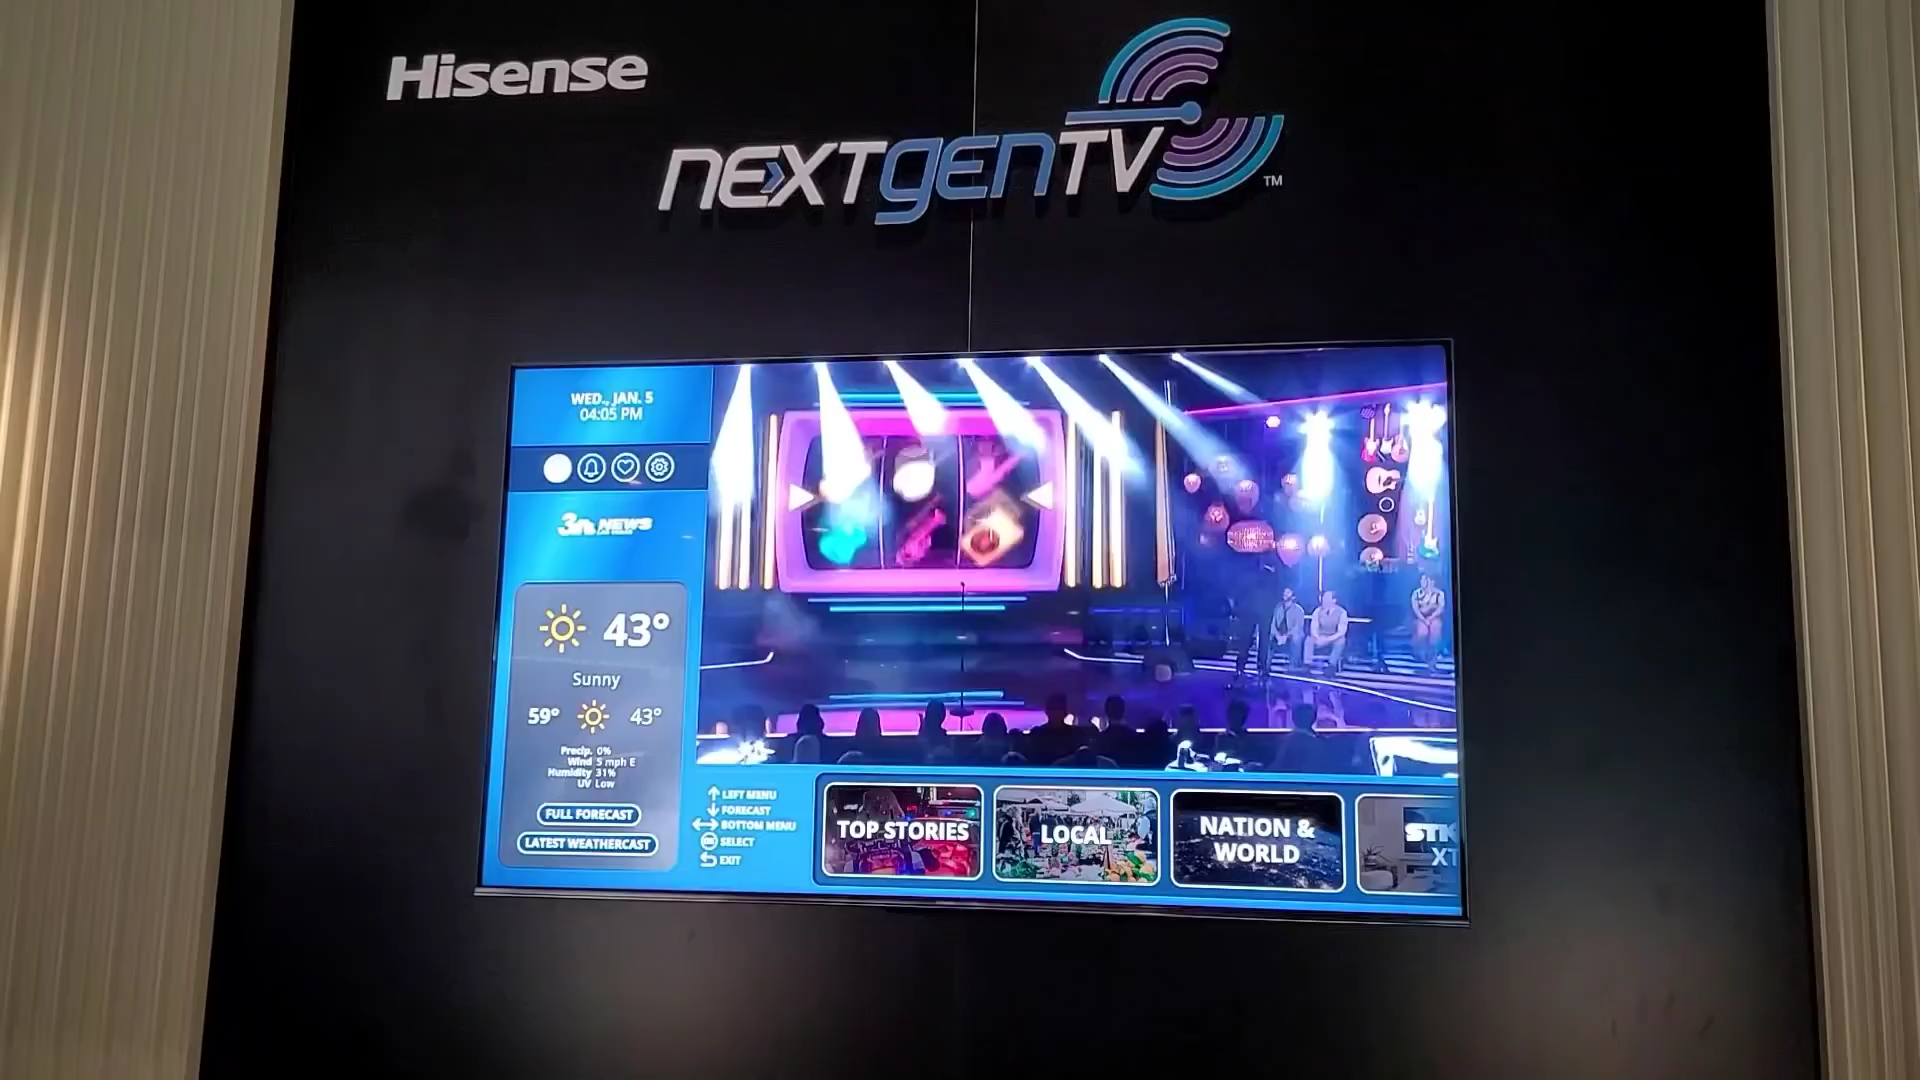 Hisense
NEXTGENTV
TM
WED., JAN. 5
04:05 PM
3 NEWS
43°
Sunny
59° 43°
Precip. 0%
Wind 5 mph E
Humidity 31%
UV Low
FULL FORECAST
LATEST WEATHERCAST
LEFT MENU
FORECAST
BOTTOM MENU
OK SELECT
EXIT
TOP STORIES
LOCAL
NATION &
WORLD